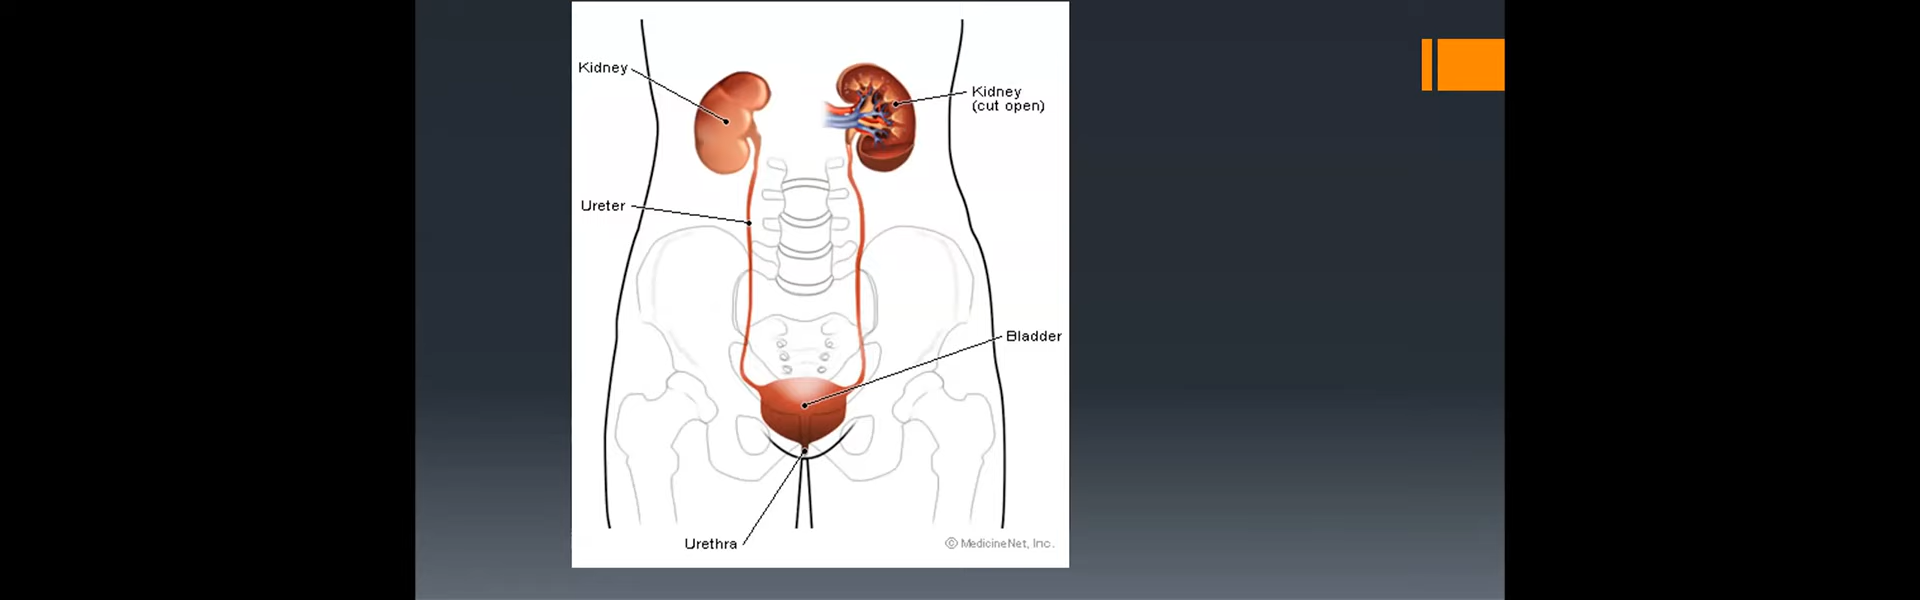 Kidney
Kidney
(cut open)
Ureter
Bladder
Urethra
© MedicineNet, Inc.